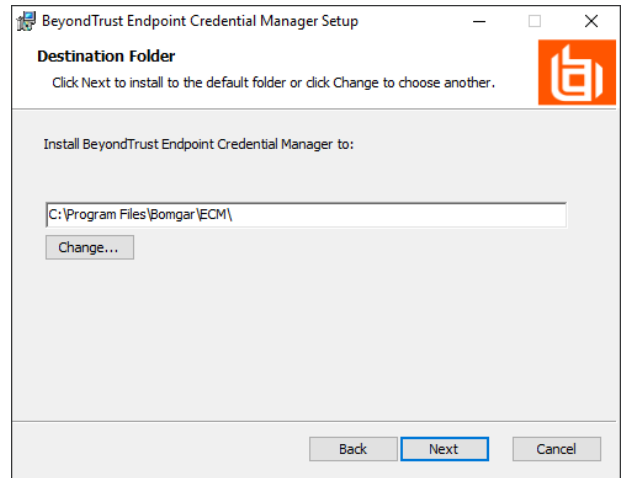 BeyondTrust Endpoint Credential Manager Setup
Destination Folder
Click Next to install to the default folder or click Change to choose another.
Install BeyondTrust Endpoint Credential Manager to:
C:\Program Files\Bomgar\ECM\
Change...
Back Next Cancel